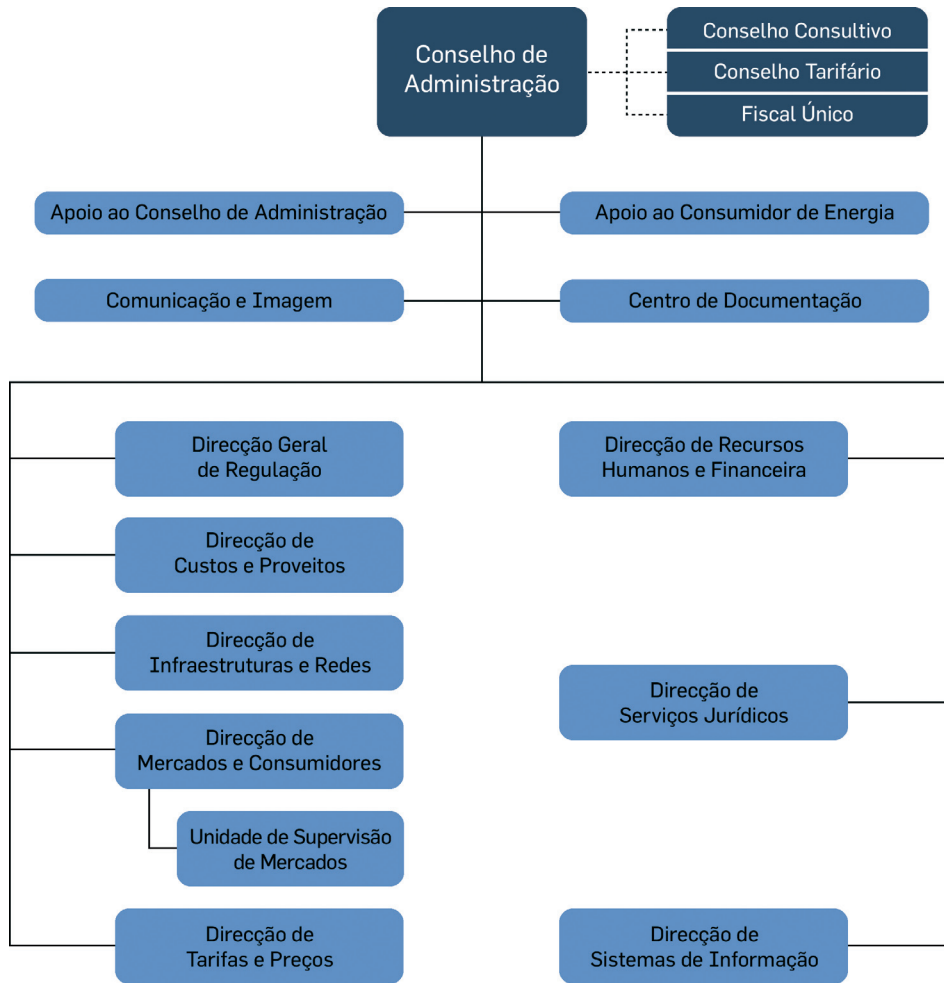 Conselho de
Administração
Conselho Consultivo
Conselho Tarifário
Fiscal Único
Apoio ao Conselho de Administração
Apoio ao Consumidor de Energia
Comunicação e Imagem
Centro de Documentação
Direcção Geral
de Regulação
Direcção de Recursos
Humanos e Financeira
Direcção de
Custos e Proveitos
Direcção de
Infraestruturas e Redes
Direcção de
Serviços Jurídicos
Direcção de
Mercados e Consumidores
Unidade de Supervisão
de Mercados
Direcção de
Tarifas e Preços
Direcção de
Sistemas de Informação